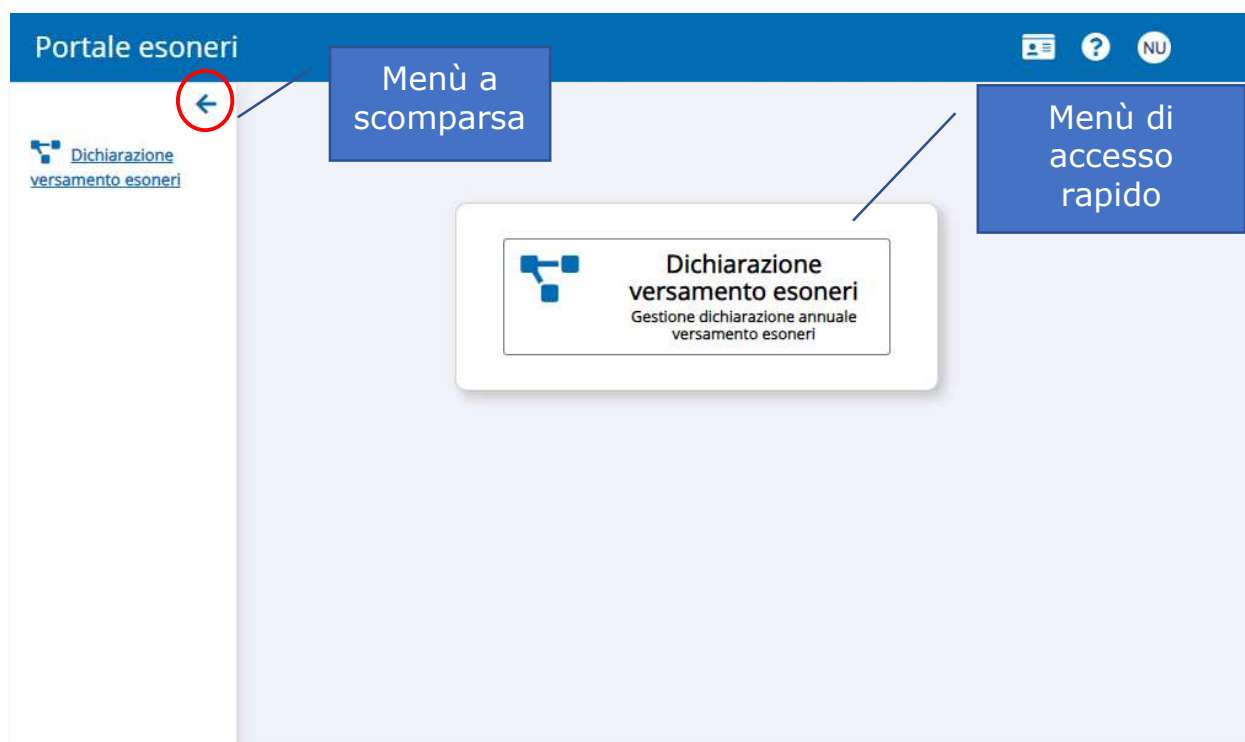 Portale esoneri
NU
Menù a
scomparsa
Menù di
accesso
rapido
Dichiarazione
versamento esoneri
Dichiarazione
versamento esoneri
Gestione dichiarazione annuale
versamento esoneri